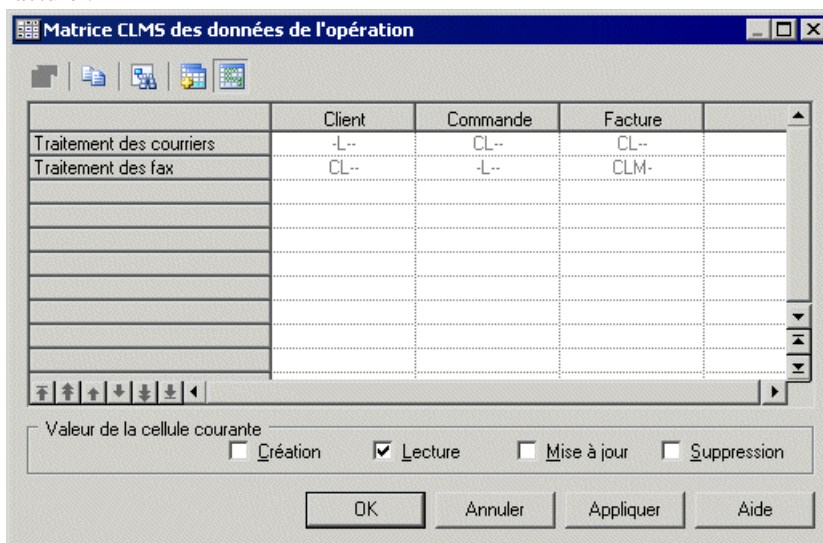 Matrice CLMS des données de l'opération
Client Commande Facture
Traitement des courriers -L-- CL-- CL--
Traitement des fax CL-- -L-- CLM-
Valeur de la cellule courante
Création Lecture Mise à jour Suppression
OK Annuler Appliquer Aide